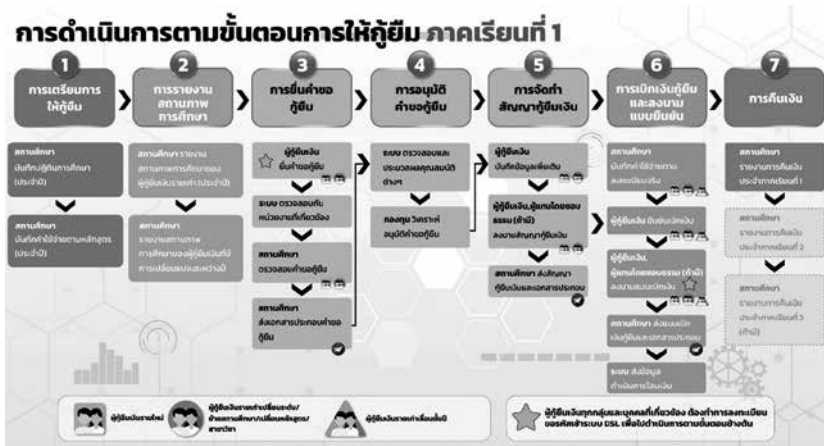 การดำเนินการตามขั้นตอนการให้กู้ยืม ภาคเรียนที่ 1
1
การเตรียมการ
ให้กู้ยืม
2
การรายงาน
สถานภาพ
การศึกษา
3
การยื่นคำขอ
กู้ยืม
4
การอนุมัติ
คำขอกู้ยืม
5
การจัดทำ
สัญญากู้ยืมเงิน
6
การเบิกเงินกู้ยืม
และลงนาม
แบบยืนยัน
7
การคืนเงิน
สถานศึกษา
บันทึกปฏิทินการศึกษา
(ประจำปี)
สถานศึกษา
บันทึกค่าใช้จ่ายตามหลักสูตร
(ประจำปี)
สถานศึกษา รายงาน
สถานภาพการศึกษาของ
ผู้กู้ยืมเงินรายเก่า (ประจำปี)
สถานศึกษา
รายงานสถานภาพ
การศึกษาของผู้กู้ยืมเงินที่มี
การเปลี่ยนแปลงระหว่างปี
ผู้กู้ยืมเงิน
ยื่นคำขอกู้ยืม
ระบบ ตรวจสอบกับ
หน่วยงานที่เกี่ยวข้อง
สถานศึกษา
ตรวจสอบคำขอกู้ยืม
สถานศึกษา
ส่งเอกสารประกอบคำขอ
กู้ยืม
ระบบ ตรวจสอบและ
ประมวลผลคุณสมบัติ
ต่างๆ
กองทุน วิเคราะห์
อนุมัติคำขอกู้ยืม
ผู้กู้ยืมเงิน
บันทึกข้อมูลเพิ่มเติม
ผู้กู้ยืมเงิน,ผู้แทนโดยชอบ
ธรรม (ถ้ามี)
ลงนามสัญญากู้ยืมเงิน
สถานศึกษา ส่งสัญญา
กู้ยืมเงินและเอกสารประกอบ
สถานศึกษา
บันทึกค่าใช้จ่ายตาม
ลงทะเบียนจริง
ผู้กู้ยืมเงิน ยืนยันเบิกเงิน
ผู้กู้ยืมเงิน,
ผู้แทนโดยชอบธรรม (ถ้ามี)
ลงนามแบบเบิกเงิน
สถานศึกษา ส่งแบบเบิก
เงินกู้ยืมและเอกสารประกอบ
ระบบ ส่งข้อมูล
ดำเนินการโอนเงิน
สถานศึกษา
รายงานการคืนเงิน
ประจำภาคเรียนที่ 1
สถานศึกษา
รายงานการคืนเงิน
ประจำภาคเรียนที่ 2
สถานศึกษา
รายงานการคืนเงิน
ประจำภาคเรียนที่ 3
(ถ้ามี)
ผู้กู้ยืมเงินรายใหม่
ผู้กู้ยืมเงินรายเก่าเปลี่ยนระดับ/
ย้ายสถานศึกษา/เปลี่ยนหลักสูตร/
สาขาวิชา
ผู้กู้ยืมเงินรายเก่าเลื่อนชั้นปี
ผู้กู้ยืมเงินทุกกลุ่มและบุคคลที่เกี่ยวข้อง ต้องทำการลงทะเบียน
ขอรหัสเข้าระบบ DSL เพื่อไปดำเนินการตามขั้นตอนข้างต้น